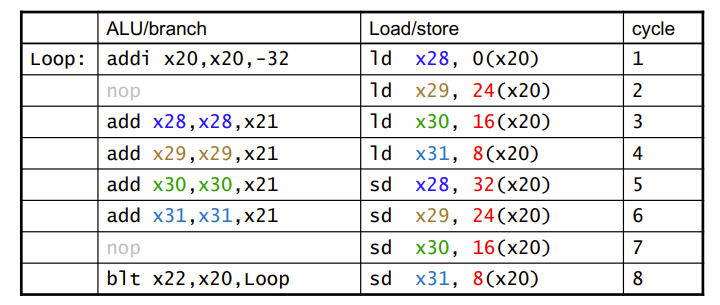 ALU/branch Load/store cycle
Loop: addi x20,x20,-32 ld x28, 0(x20) 1
nop ld x29, 24(x20) 2
add x28,x28,x21 ld x30, 16(x20) 3
add x29,x29,x21 ld x31, 8(x20) 4
add x30,x30,x21 sd x28, 32(x20) 5
add x31,x31,x21 sd x29, 24(x20) 6
nop sd x30, 16(x20) 7
blt x22,x20,Loop sd x31, 8(x20) 8